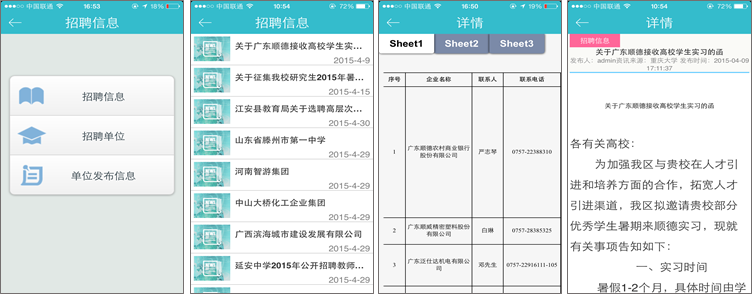 中国联通 16:53 19%
招聘信息
招聘信息
招聘单位
单位发布信息
中国联通 10:54 72%
招聘信息
关于广东顺德接收高校学生实...
2015-4-9
关于征集我校研究生2015年暑...
2015-4-15
江安县教育局关于选聘高层次...
2015-4-30
山东省滕州市第一中学
2015-4-29
河南智游集团
2015-4-29
中山大桥化工企业集团
2015-4-29
广西滨海城市建设发展有限公司
2015-4-29
延安中学2015年公开招聘教师...
2015-4-29
中国联通 16:50 19%
详情
Sheet1 Sheet2 Sheet3
序号 企业名称 联系人 联系电话
1 广东顺德农村商业银行股份有限公司 严志琴 0757-22388310
2 广东顺威精密塑料股份有限公司 白琳 0757-28385325
3 广东泛仕达机电有限公司 邓先生 0757-22916111-105
中国联通 10:54 72%
详情
招聘信息
关于广东顺德接收高校学生实习的函
发布人：admin资讯来源：重庆大学 发布时间：2015-04-09
17:11:37
关于广东顺德接收高校学生实习的函
各有关高校：
为加强我区与贵校在人才引
进和培养方面的合作，拓宽人才
引进渠道，我区拟邀请贵校部分
优秀学生暑期来顺德实习，现就
有关事项告知如下：
一、实习时间
暑假1-2个月，具体时间由学